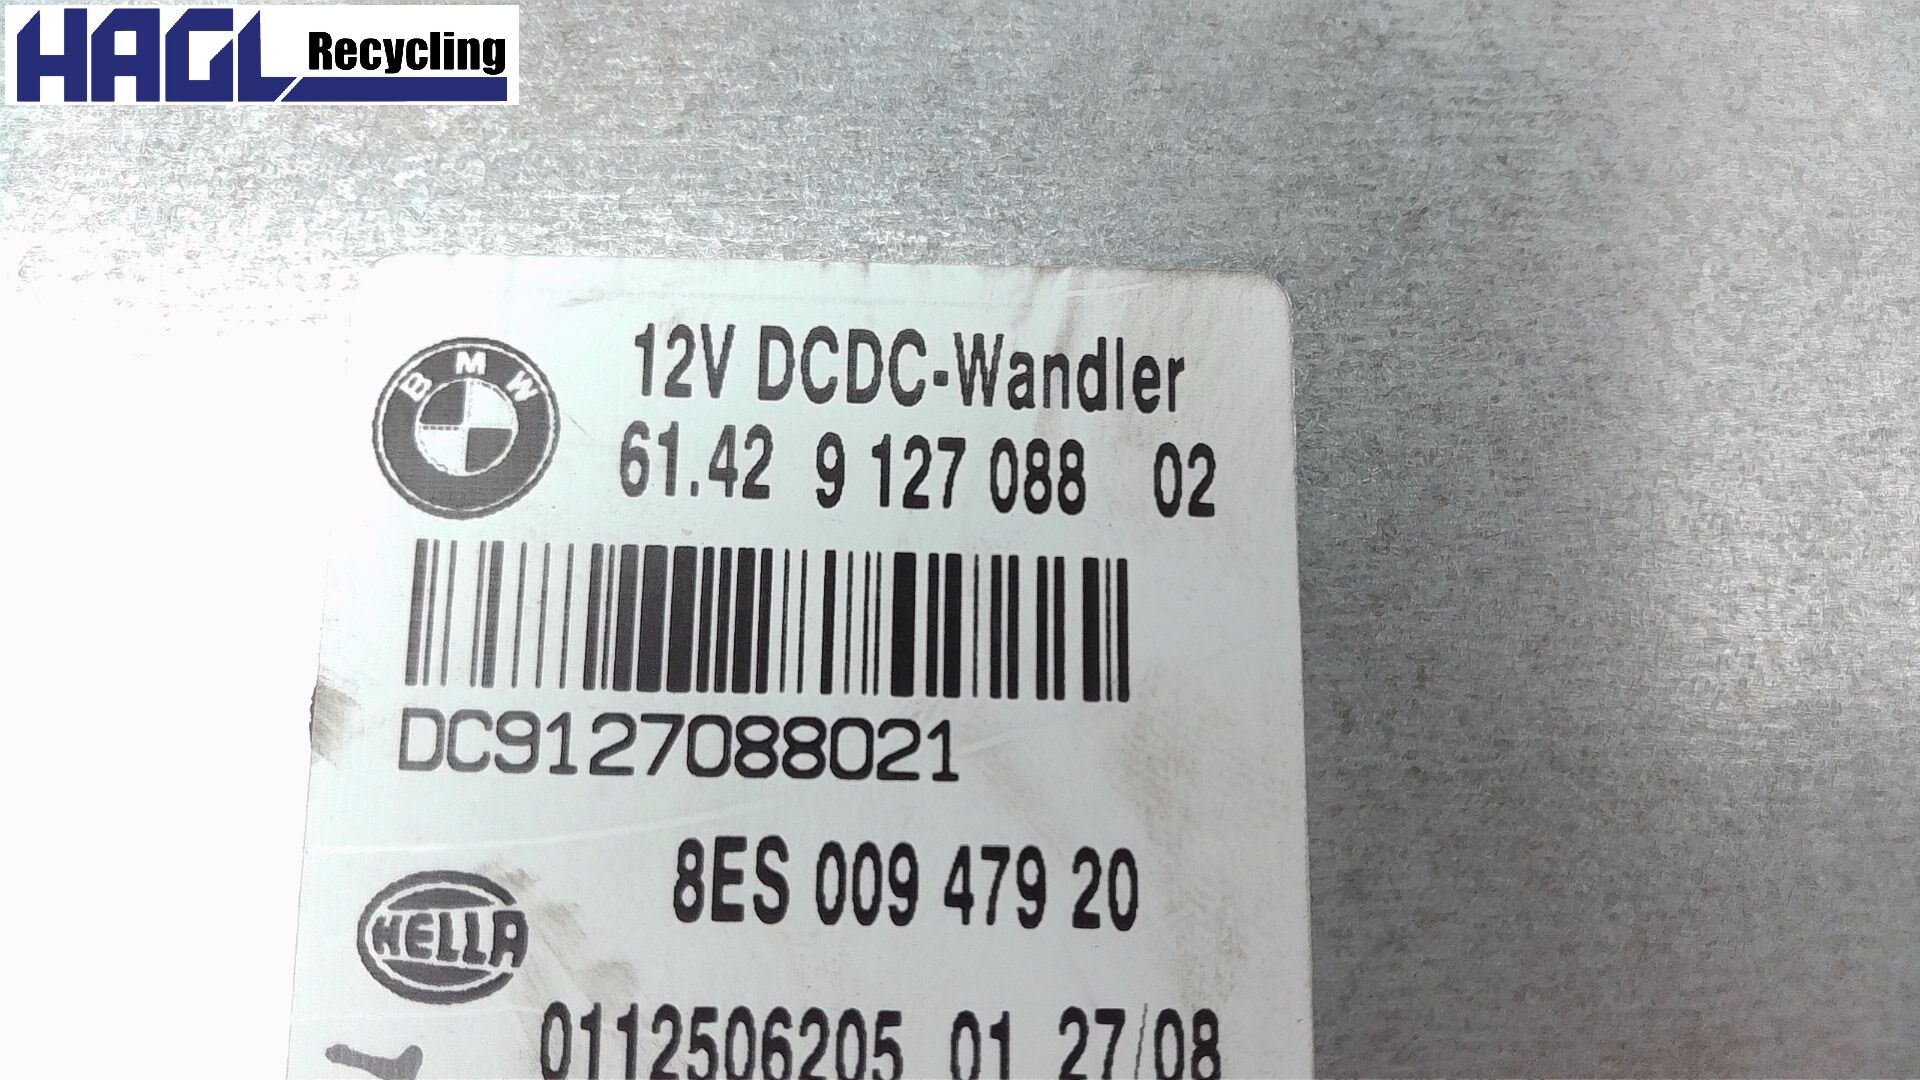 HAGL Recycling
BMW
12V DCDC-Wandler
61.42 9 127 088 02
DC9127088021
8ES 009 479 20
HELLA
0112506205 01 27/08